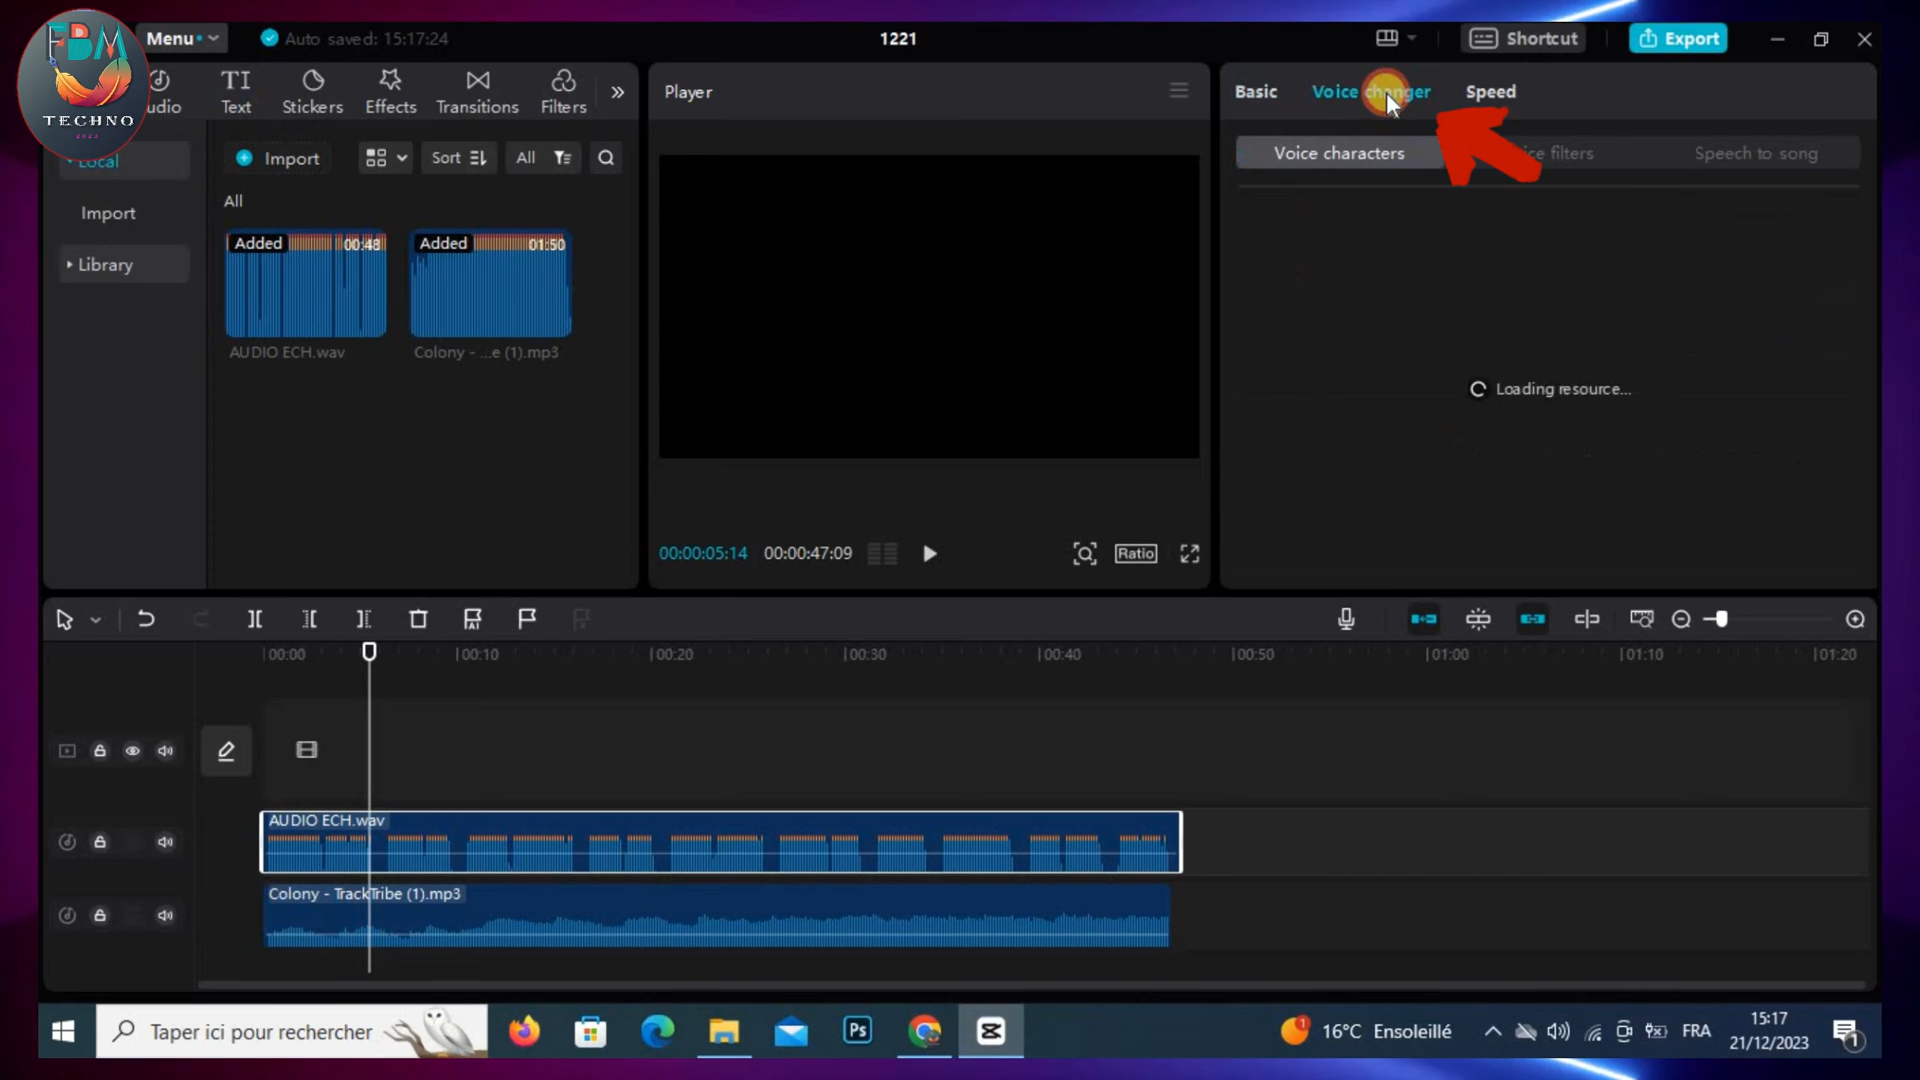 FBM
TECHNO
2023
Menu
Auto saved: 15:17:24
1221
Shortcut
Export
udio
Text
Stickers
Effects
Transitions
Filters
Player
Basic
Voice changer
Speed
Local
Import
Sort
All
Voice characters
ce filters
Speech to song
Import
All
Library
Added 00:48
Added 01:50
AUDIO ECH.wav
Colony - ...e (1).mp3
Loading resource...
00:00:05:14 00:00:47:09
Ratio
00:00 00:10 00:20 00:30 00:40 00:50 01:00 01:10 01:20
AUDIO ECH.wav
Colony - TrackTribe (1).mp3
Taper ici pour rechercher
Ps
1
16°C Ensoleillé
FRA
15:17
21/12/2023
1